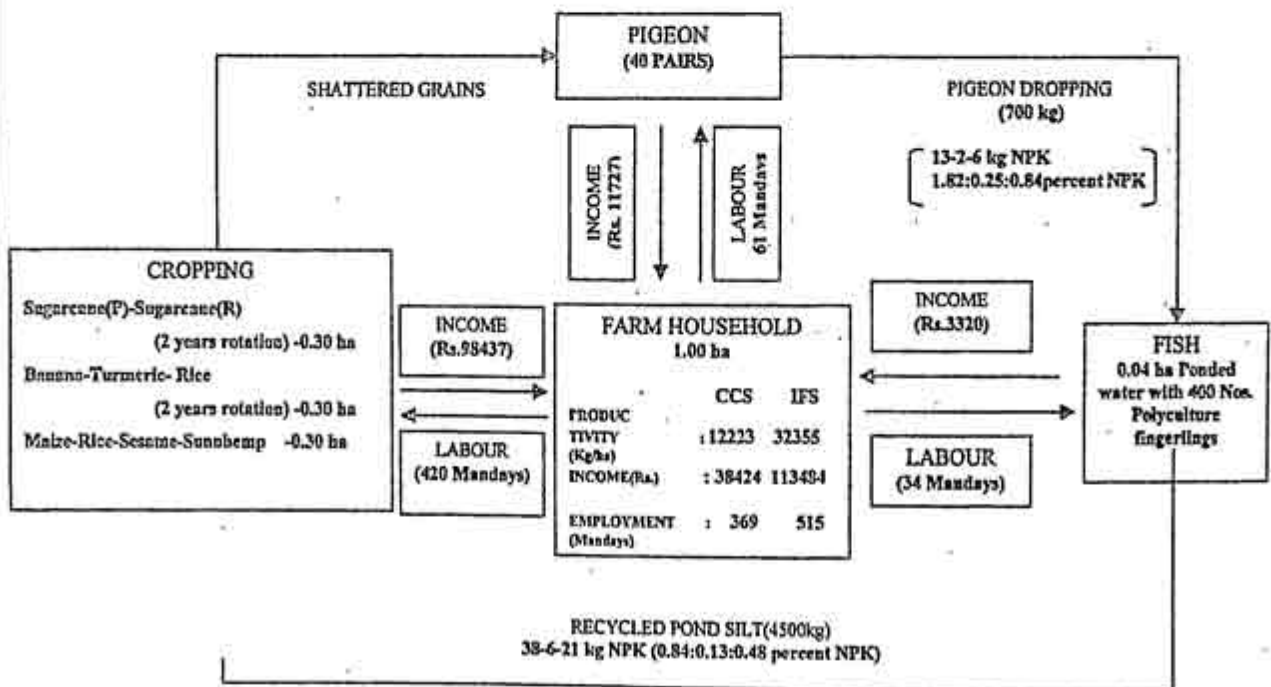 PIGEON
(40 PAIRS)
SHATTERED GRAINS
PIGEON DROPPING
(700 kg)
13-2-6 kg NPK
1.82:0.25:0.84percent NPK
INCOME
(Rs. 11727)
LABOUR
61 Mandays
CROPPING
Sugarcane(P)-Sugarcane(R)
(2 years rotation) -0.30 ha
Banana-Turmeric- Rice
(2 years rotation) -0.30 ha
Maize-Rice-Sesame-Sunnhemp -0.30 ha
INCOME
(Rs.98437)
LABOUR
(420 Mandays)
FARM HOUSEHOLD
1.00 ha
CCS IFS
PRODUC
TIVITY : 12223 32355
(Kg/ha)
INCOME(Rs.) : 38424 113484
EMPLOYMENT : 369 515
(Mandays)
INCOME
(Rs.3320)
LABOUR
(34 Mandays)
FISH
0.04 ha Ponded
water with 400 Nos.
Polyculture
fingerlings
RECYCLED POND SILT(4500kg)
38-6-21 kg NPK (0.84:0.13:0.48 percent NPK)